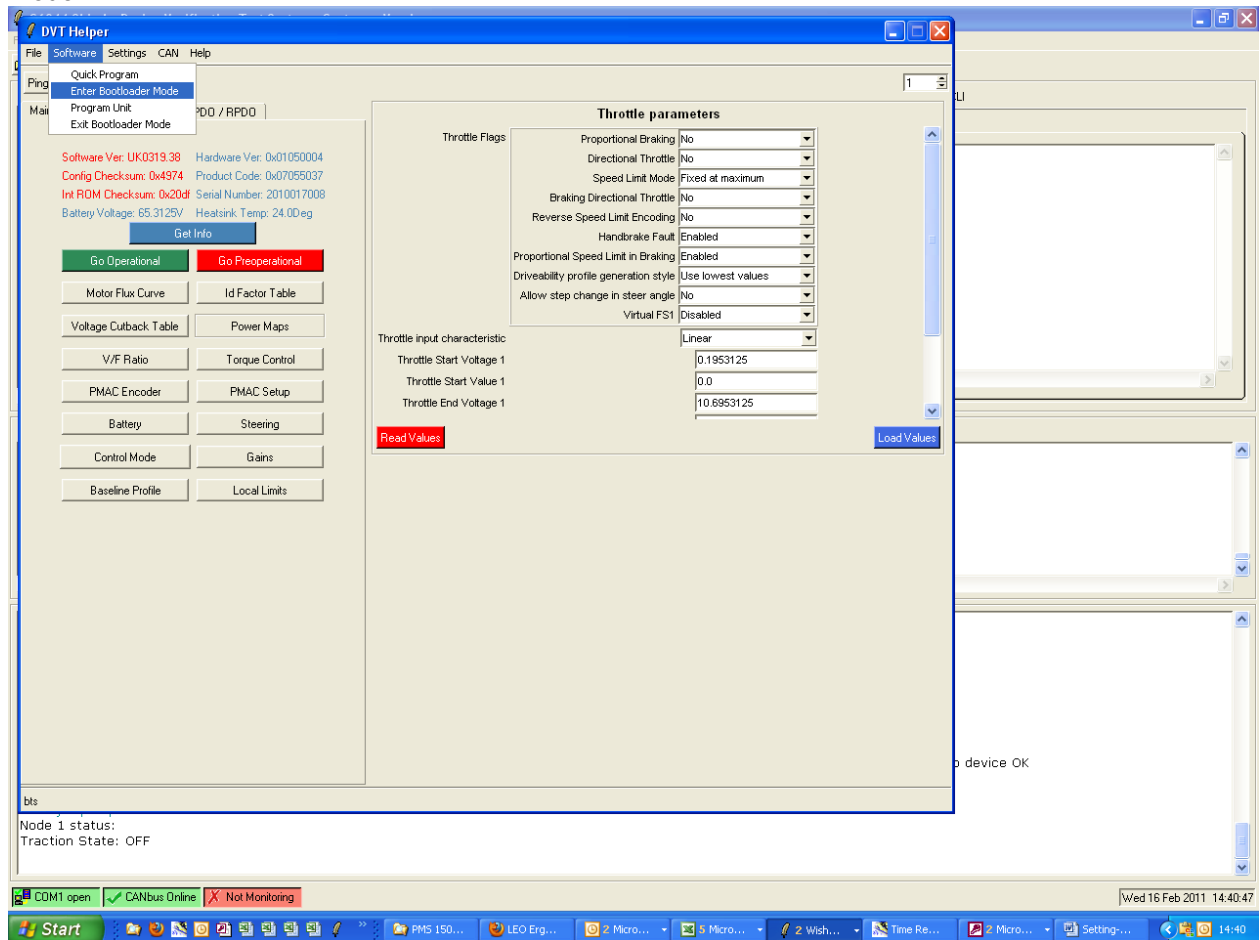 DVT Helper
File Software Settings CAN Help
Quick Program
Enter Bootloader Mode
Program Unit
Exit Bootloader Mode
Ping
1
Mai
PDO / RPDO
Software Ver: UK0319.38 Hardware Ver: 0x01050004
Config Checksum: 0x4974 Product Code: 0x07055037
Int ROM Checksum: 0x20df Serial Number: 2010017008
Battery Voltage: 65.3125V Heatsink Temp: 24.0Deg
Get Info
Go Operational Go Preoperational
Motor Flux Curve Id Factor Table
Voltage Cutback Table Power Maps
V/F Ratio Torque Control
PMAC Encoder PMAC Setup
Battery Steering
Control Mode Gains
Baseline Profile Local Limits
Throttle parameters
Throttle Flags
Proportional Braking No
Directional Throttle No
Speed Limit Mode Fixed at maximum
Braking Directional Throttle No
Reverse Speed Limit Encoding No
Handbrake Fault Enabled
Proportional Speed Limit in Braking Enabled
Driveability profile generation style Use lowest values
Allow step change in steer angle No
Virtual FS1 Disabled
Throttle input characteristic Linear
Throttle Start Voltage 1 0.1953125
Throttle Start Value 1 0.0
Throttle End Voltage 1 10.6953125
Read Values Load Values
bts
LI
device OK
Node 1 status:
Traction State: OFF
COM1 open CANbus Online Not Monitoring
Wed 16 Feb 2011 14:40:47
Start PMS 150... LEO Erg... 2 Micro... 5 Micro... 2 Wish... Time Re... 2 Micro... Setting-... 14:40